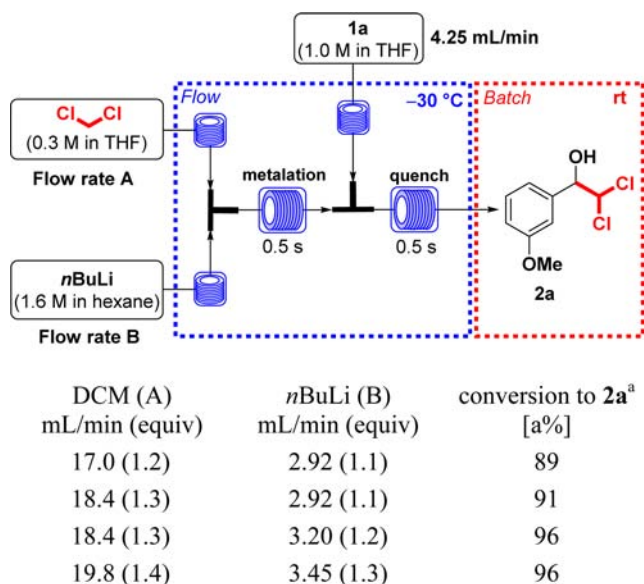 1a
(1.0 M in THF)
4.25 mL/min
Flow
–30 °C
Batch
rt
Cl Cl
(0.3 M in THF)
Flow rate A
metalation
quench
0.5 s
0.5 s
nBuLi
(1.6 M in hexane)
Flow rate B
OH
Cl
Cl
OMe
2a
DCM (A) nBuLi (B) conversion to 2aᵃ
mL/min (equiv) mL/min (equiv) [a%]
17.0 (1.2) 2.92 (1.1) 89
18.4 (1.3) 2.92 (1.1) 91
18.4 (1.3) 3.20 (1.2) 96
19.8 (1.4) 3.45 (1.3) 96